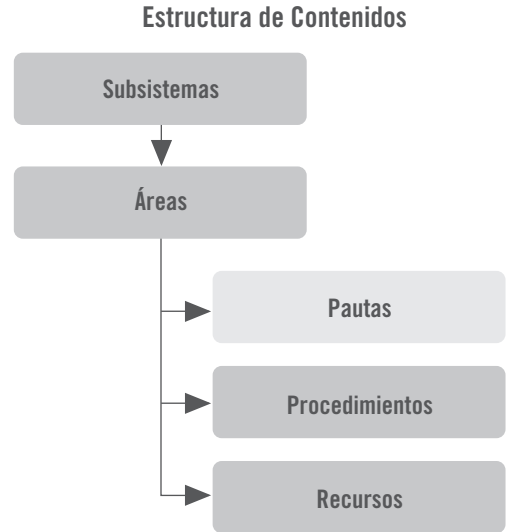 Estructura de Contenidos
Subsistemas
Áreas
Pautas
Procedimientos
Recursos